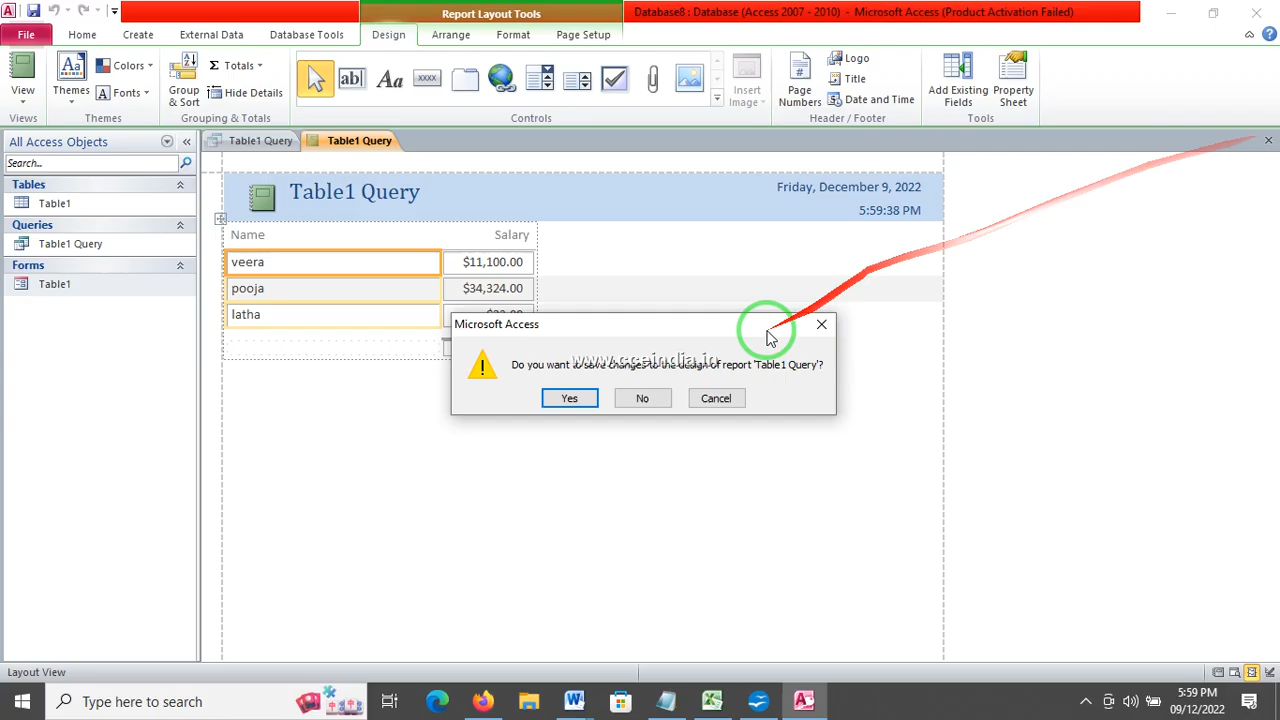 Report Layout Tools
Database8 : Database (Access 2007 - 2010) - Microsoft Access (Product Activation Failed)
File Home Create External Data Database Tools Design Arrange Format Page Setup
View
Views
Themes
Colors
Fonts
Themes
Group & Sort
Totals
Hide Details
Grouping & Totals
ab|
Aa
XXXX
Controls
Insert Image
Page Numbers
Logo
Title
Date and Time
Header / Footer
Add Existing Fields
Property Sheet
Tools
All Access Objects
Search...
Tables
Table1
Queries
Table1 Query
Forms
Table1
Table1 Query
Table1 Query
Table1 Query
Friday, December 9, 2022
5:59:38 PM
Name Salary
veera $11,100.00
pooja $34,324.00
latha
Microsoft Access
Do you want to save changes to the design of report 'Table1 Query'?
Yes No Cancel
Layout View
Type here to search
5:59 PM
09/12/2022